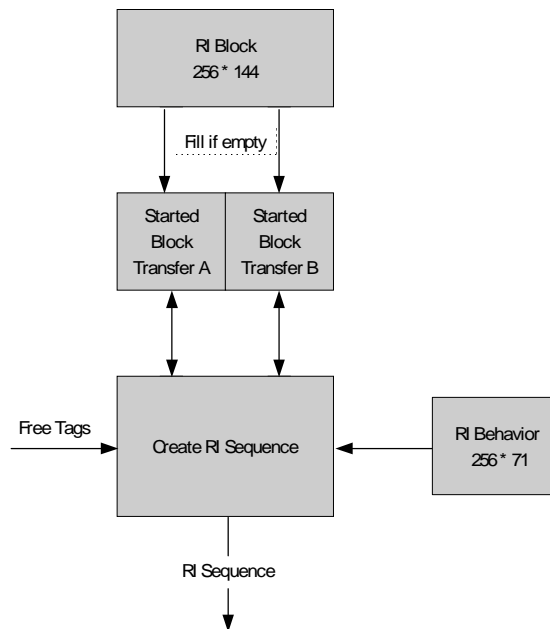 RI Block
256 * 144
Fill if empty
Started
Block
Transfer A
Started
Block
Transfer B
Free Tags
Create RI Sequence
RI Behavior
256 * 71
RI Sequence